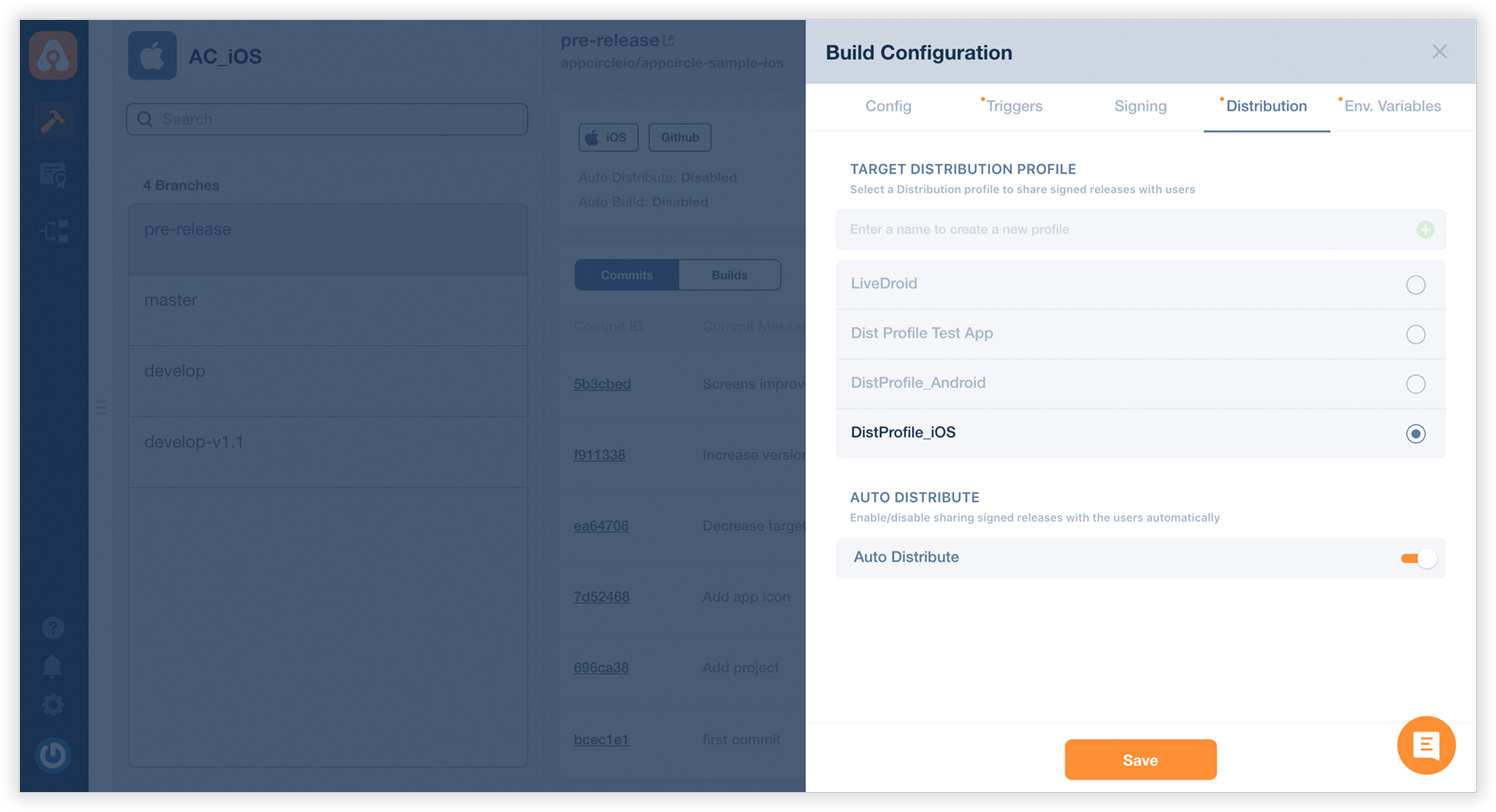 AC_iOS
Search
4 Branches
pre-release
master
develop
develop-v1.1
pre-release
appcircleio/appcircle-sample-ios
iOS
Github
Auto Distribute: Disabled
Auto Build: Disabled
Commits
Builds
Commit ID
Commit Messa
5b3cbed
Screens improv
f911338
Increase version
ea64708
Decrease target
7d52468
Add app icon
696ca38
Add project
bcec1e1
first commit
Build Configuration
Config
Triggers
Signing
Distribution
Env. Variables
TARGET DISTRIBUTION PROFILE
Select a Distribution profile to share signed releases with users
Enter a name to create a new profile
LiveDroid
Dist Profile Test App
DistProfile_Android
DistProfile_iOS
AUTO DISTRIBUTE
Enable/disable sharing signed releases with the users automatically
Auto Distribute
Save